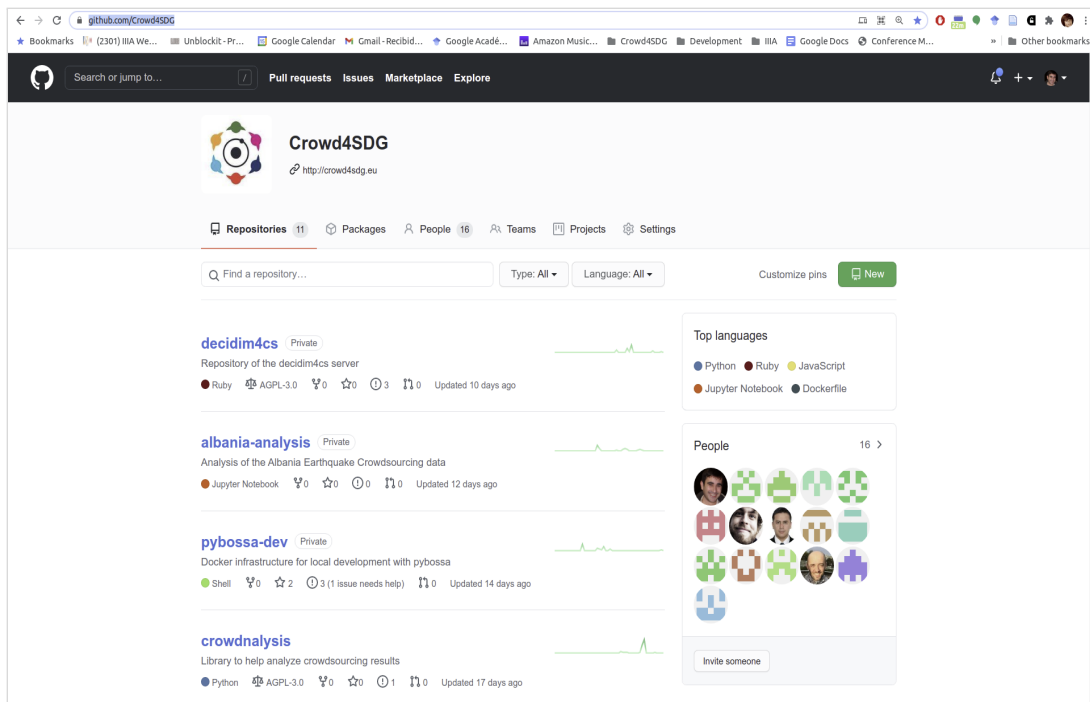 github.com/Crowd4SDG
Bookmarks (2301) IIIA We... Unblockit - Pr... Google Calendar Gmail - Recibid... Google Acadé... Amazon Music... Crowd4SDG Development IIIA Google Docs Conference M... » Other bookmarks
Search or jump to... / Pull requests Issues Marketplace Explore
Crowd4SDG
http://crowd4sdg.eu
Repositories 11 Packages People 16 Teams Projects Settings
Find a repository... Type: All Language: All Customize pins New
decidim4cs Private
Repository of the decidim4cs server
Ruby AGPL-3.0 0 0 3 0 Updated 10 days ago
albania-analysis Private
Analysis of the Albania Earthquake Crowdsourcing data
Jupyter Notebook 0 0 0 0 Updated 12 days ago
pybossa-dev Private
Docker infrastructure for local development with pybossa
Shell 0 2 3 (1 issue needs help) 0 Updated 14 days ago
crowdnalysis
Library to help analyze crowdsourcing results
Python AGPL-3.0 0 0 1 0 Updated 17 days ago
Top languages
Python Ruby JavaScript
Jupyter Notebook Dockerfile
People 16
Invite someone